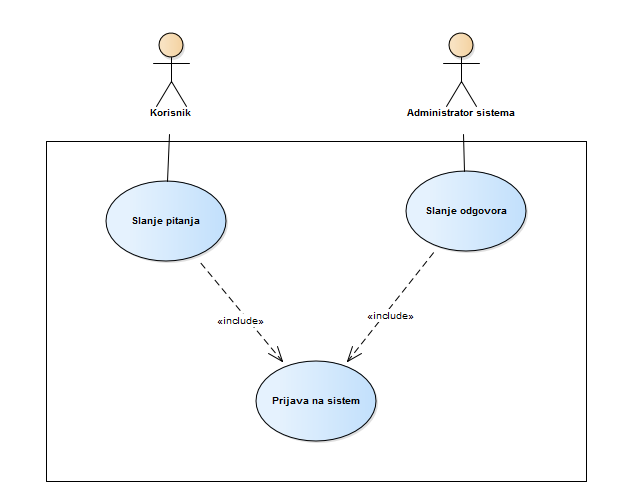 Korisnik
Administrator sistema
Slanje pitanja
Slanje odgovora
«include»
«include»
Prijava na sistem